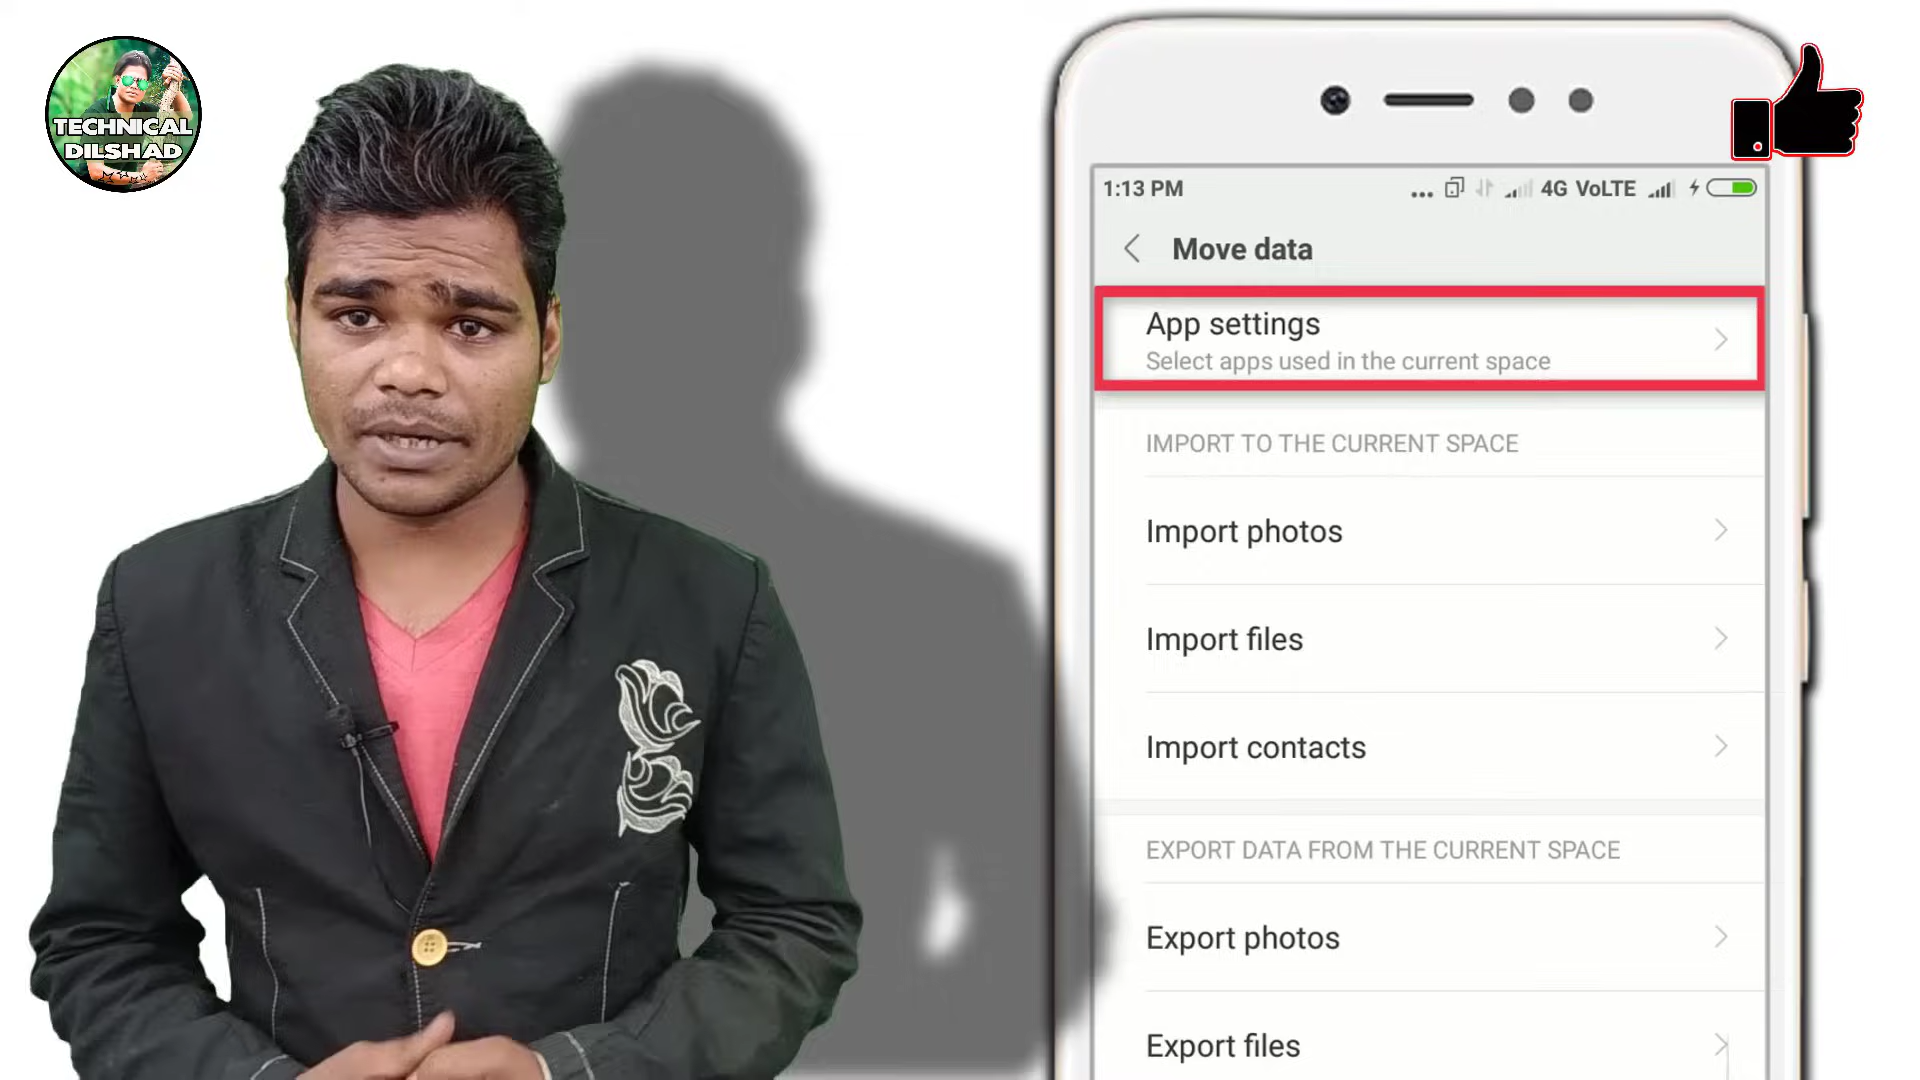 TECHNICAL
DILSHAD
1:13 PM
... 4G VoLTE
Move data
App settings
Select apps used in the current space
IMPORT TO THE CURRENT SPACE
Import photos
Import files
Import contacts
EXPORT DATA FROM THE CURRENT SPACE
Export photos
Export files